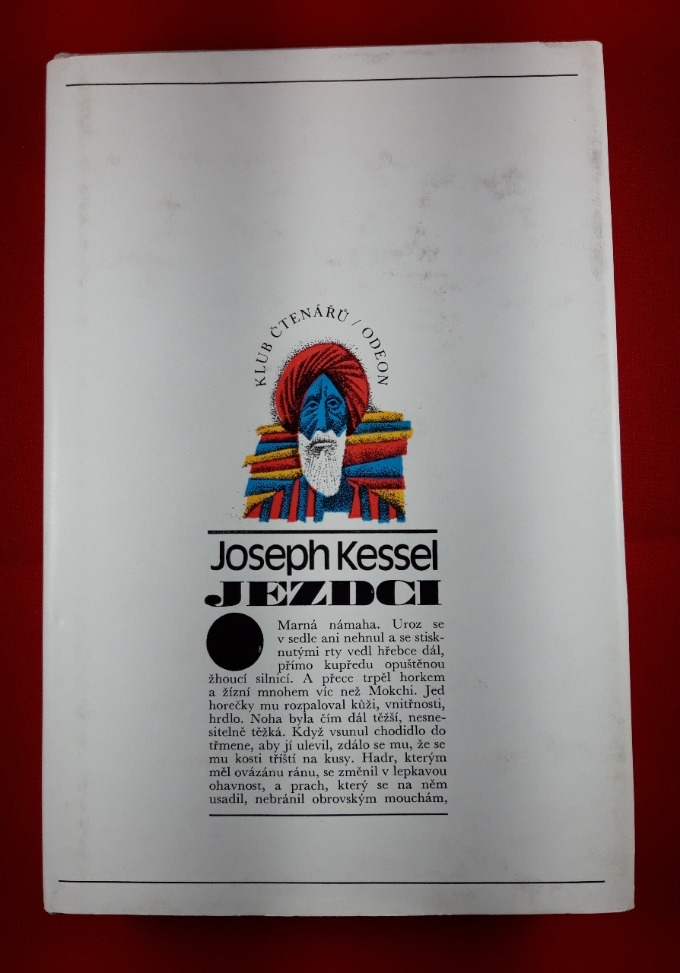 KLUB ČTENÁŘŮ / ODEON
Joseph Kessel
JEZDCI
Marná námaha. Uroz se
v sedle ani nehnul a se stisk-
nutými rty vedl hřebce dál,
přímo kupředu opuštěnou
žhoucí silnicí. A přece trpěl horkem
a žízní mnohem víc než Mokchi. Jed
horečky mu rozpaloval kůži, vnitřnosti,
hrdlo. Noha byla čím dál těžší, nesne-
sitelně těžká. Když vsunul chodidlo do
třmene, aby jí ulevil, zdálo se mu, že se
mu kosti tříští na kusy. Hadr, kterým
měl ovázánu ránu, se změnil v lepkavou
ohavnost, a prach, který se na něm
usadil, nebránil obrovským mouchám,